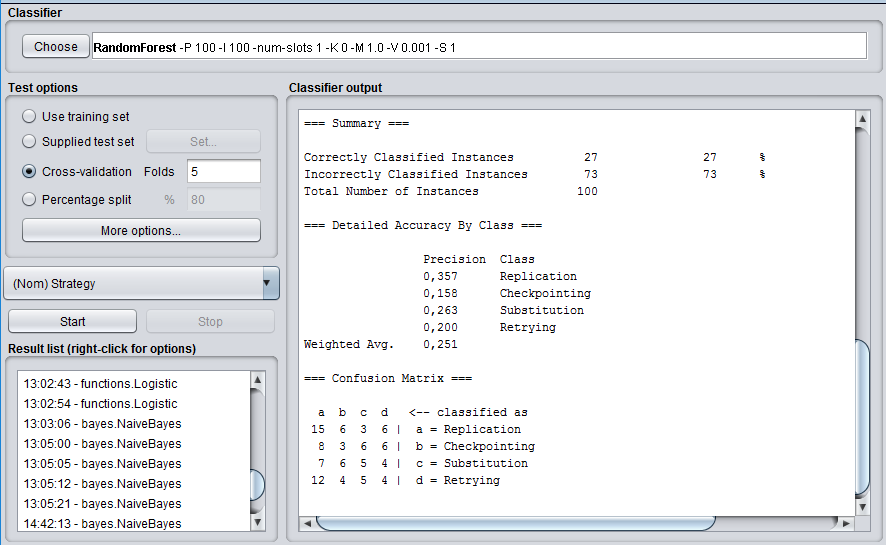 Classifier
Choose RandomForest -P 100 -I 100 -num-slots 1 -K 0 -M 1.0 -V 0.001 -S 1
Test options
Use training set
Supplied test set Set...
Cross-validation Folds 5
Percentage split % 80
More options...
(Nom) Strategy
Start Stop
Result list (right-click for options)
13:02:43 - functions.Logistic
13:02:54 - functions.Logistic
13:03:06 - bayes.NaiveBayes
13:05:00 - bayes.NaiveBayes
13:05:05 - bayes.NaiveBayes
13:05:12 - bayes.NaiveBayes
13:05:21 - bayes.NaiveBayes
14:42:13 - bayes.NaiveBayes
Classifier output
=== Summary ===
Correctly Classified Instances 27 27 %
Incorrectly Classified Instances 73 73 %
Total Number of Instances 100
=== Detailed Accuracy By Class ===
Precision Class
0,357 Replication
0,158 Checkpointing
0,263 Substitution
0,200 Retrying
Weighted Avg. 0,251
=== Confusion Matrix ===
a b c d <-- classified as
15 6 3 6 | a = Replication
8 3 6 6 | b = Checkpointing
7 6 5 4 | c = Substitution
12 4 5 4 | d = Retrying